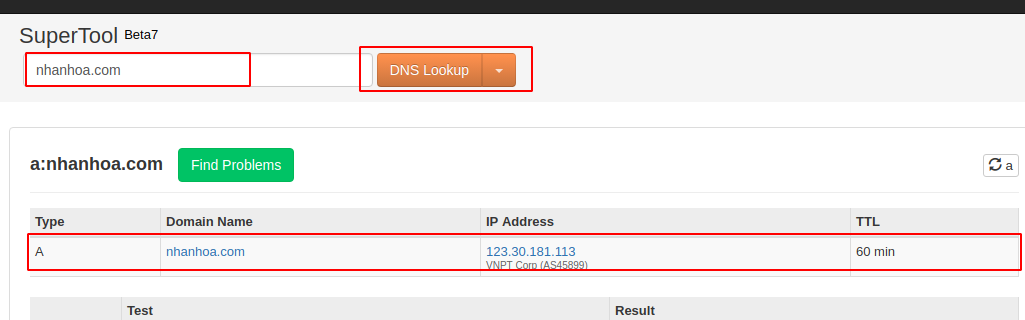 SuperTool Beta7
nhanhoa.com DNS Lookup
a:nhanhoa.com Find Problems a
Type Domain Name IP Address TTL
A nhanhoa.com 123.30.181.113 60 min
VNPT Corp (AS45899)
Test Result